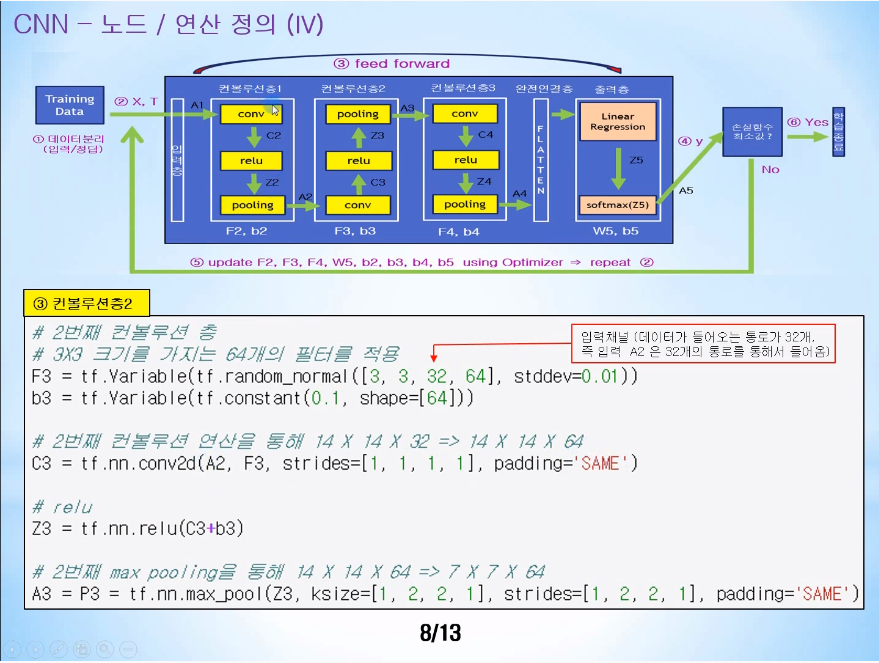 CNN – 노드 / 연산 정의 (IV)
③ feed forward
컨볼루션층1
컨볼루션층2
컨볼루션층3
완전연결층
출력층
Training
Data
② X, T
A1
① 데이터분리
(입력/정답)
입력층
conv
C2
relu
Z2
pooling
A2
F2, b2
pooling
Z3
relu
C3
conv
A3
F3, b3
conv
C4
relu
Z4
pooling
A4
F4, b4
FLATTEN
Linear
Regression
Z5
softmax(Z5)
A5
W5, b5
④ y
손실함수
최소값 ?
⑥ Yes
학습종료
No
⑤ update F2, F3, F4, W5, b2, b3, b4, b5 using Optimizer ⇒ repeat ②
③ 컨볼루션층2
# 2번째 컨볼루션 층
# 3X3 크기를 가지는 64개의 필터를 적용
F3 = tf.Variable(tf.random_normal([3, 3, 32, 64], stddev=0.01))
b3 = tf.Variable(tf.constant(0.1, shape=[64]))
입력채널 (데이터가 들어오는 통로가 32개,
즉 입력 A2 은 32개의 통로를 통해서 들어옴)
# 2번째 컨볼루션 연산을 통해 14 X 14 X 32 => 14 X 14 X 64
C3 = tf.nn.conv2d(A2, F3, strides=[1, 1, 1, 1], padding='SAME')
# relu
Z3 = tf.nn.relu(C3+b3)
# 2번째 max pooling을 통해 14 X 14 X 64 => 7 X 7 X 64
A3 = P3 = tf.nn.max_pool(Z3, ksize=[1, 2, 2, 1], strides=[1, 2, 2, 1], padding='SAME')
8/13